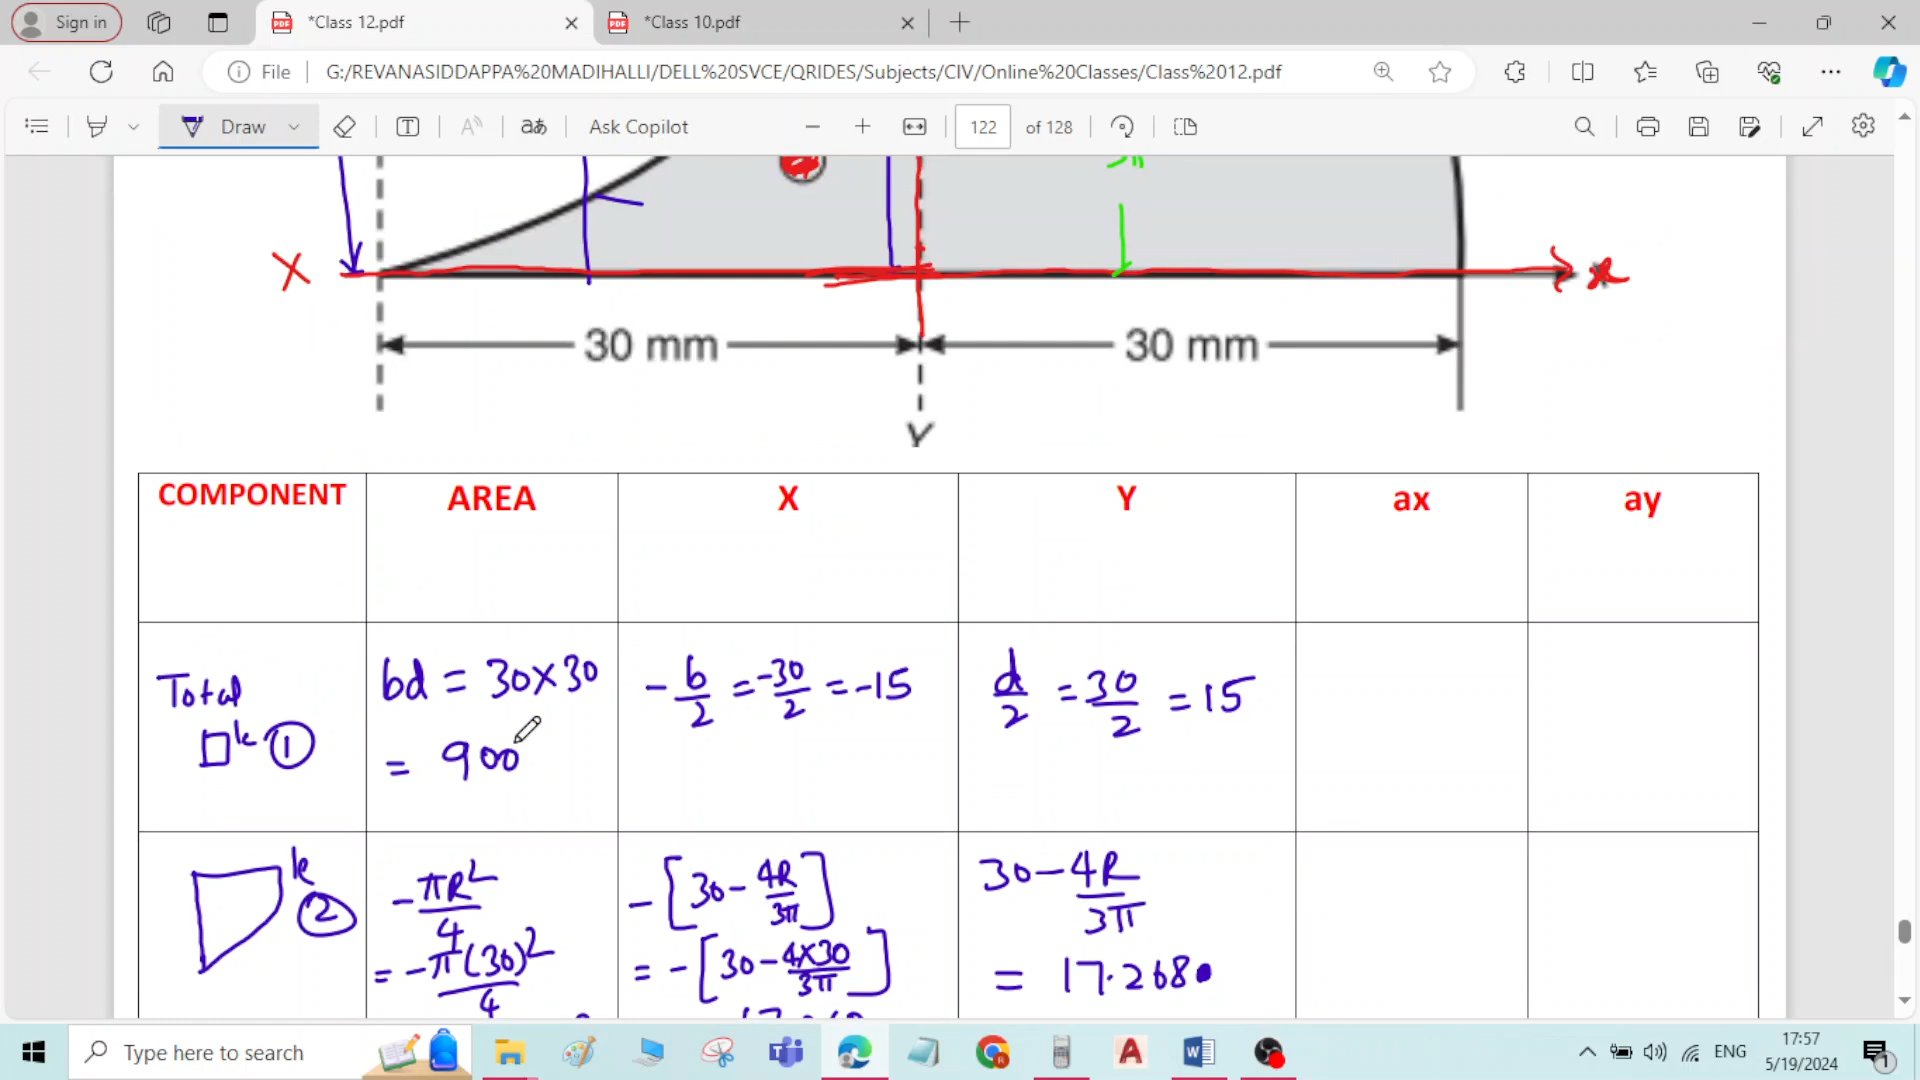 Sign in
*Class 12.pdf
*Class 10.pdf
File
G:/REVANASIDDAPPA%20MADIHALLI/DELL%20SVCE/QRIDES/Subjects/CIV/Online%20Classes/Class%2012.pdf
Draw
Ask Copilot
122 of 128
X
x
30 mm
30 mm
Y
COMPONENT AREA X Y ax ay
Total
□k ①
bd = 30×30
= 900
-b/2 = -30/2 = -15
d/2 = 30/2 = 15
k ②
-πR²/4
= -π(30)²/4
-[30-4R/3π]
= -[30-4×30/3π]
30-4R/3π
= 17.268
Type here to search
ENG
17:57
5/19/2024
1